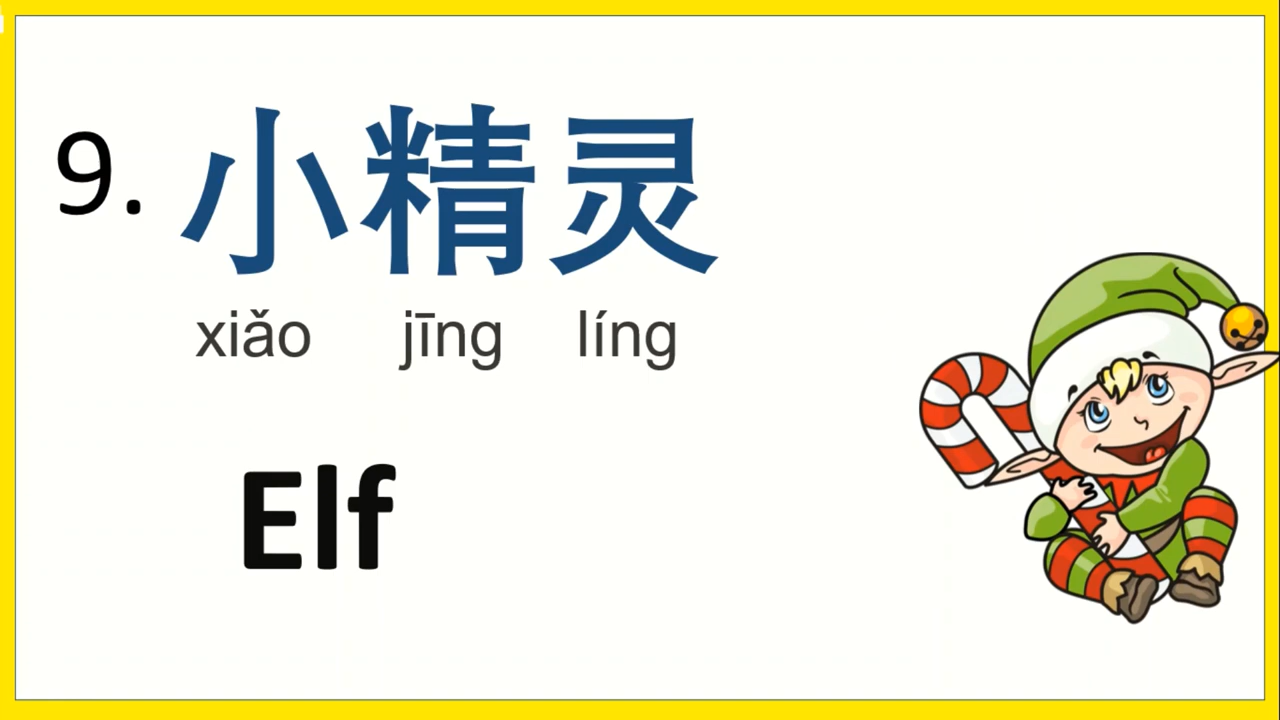 9. 小精灵
xiǎo jīng líng
Elf